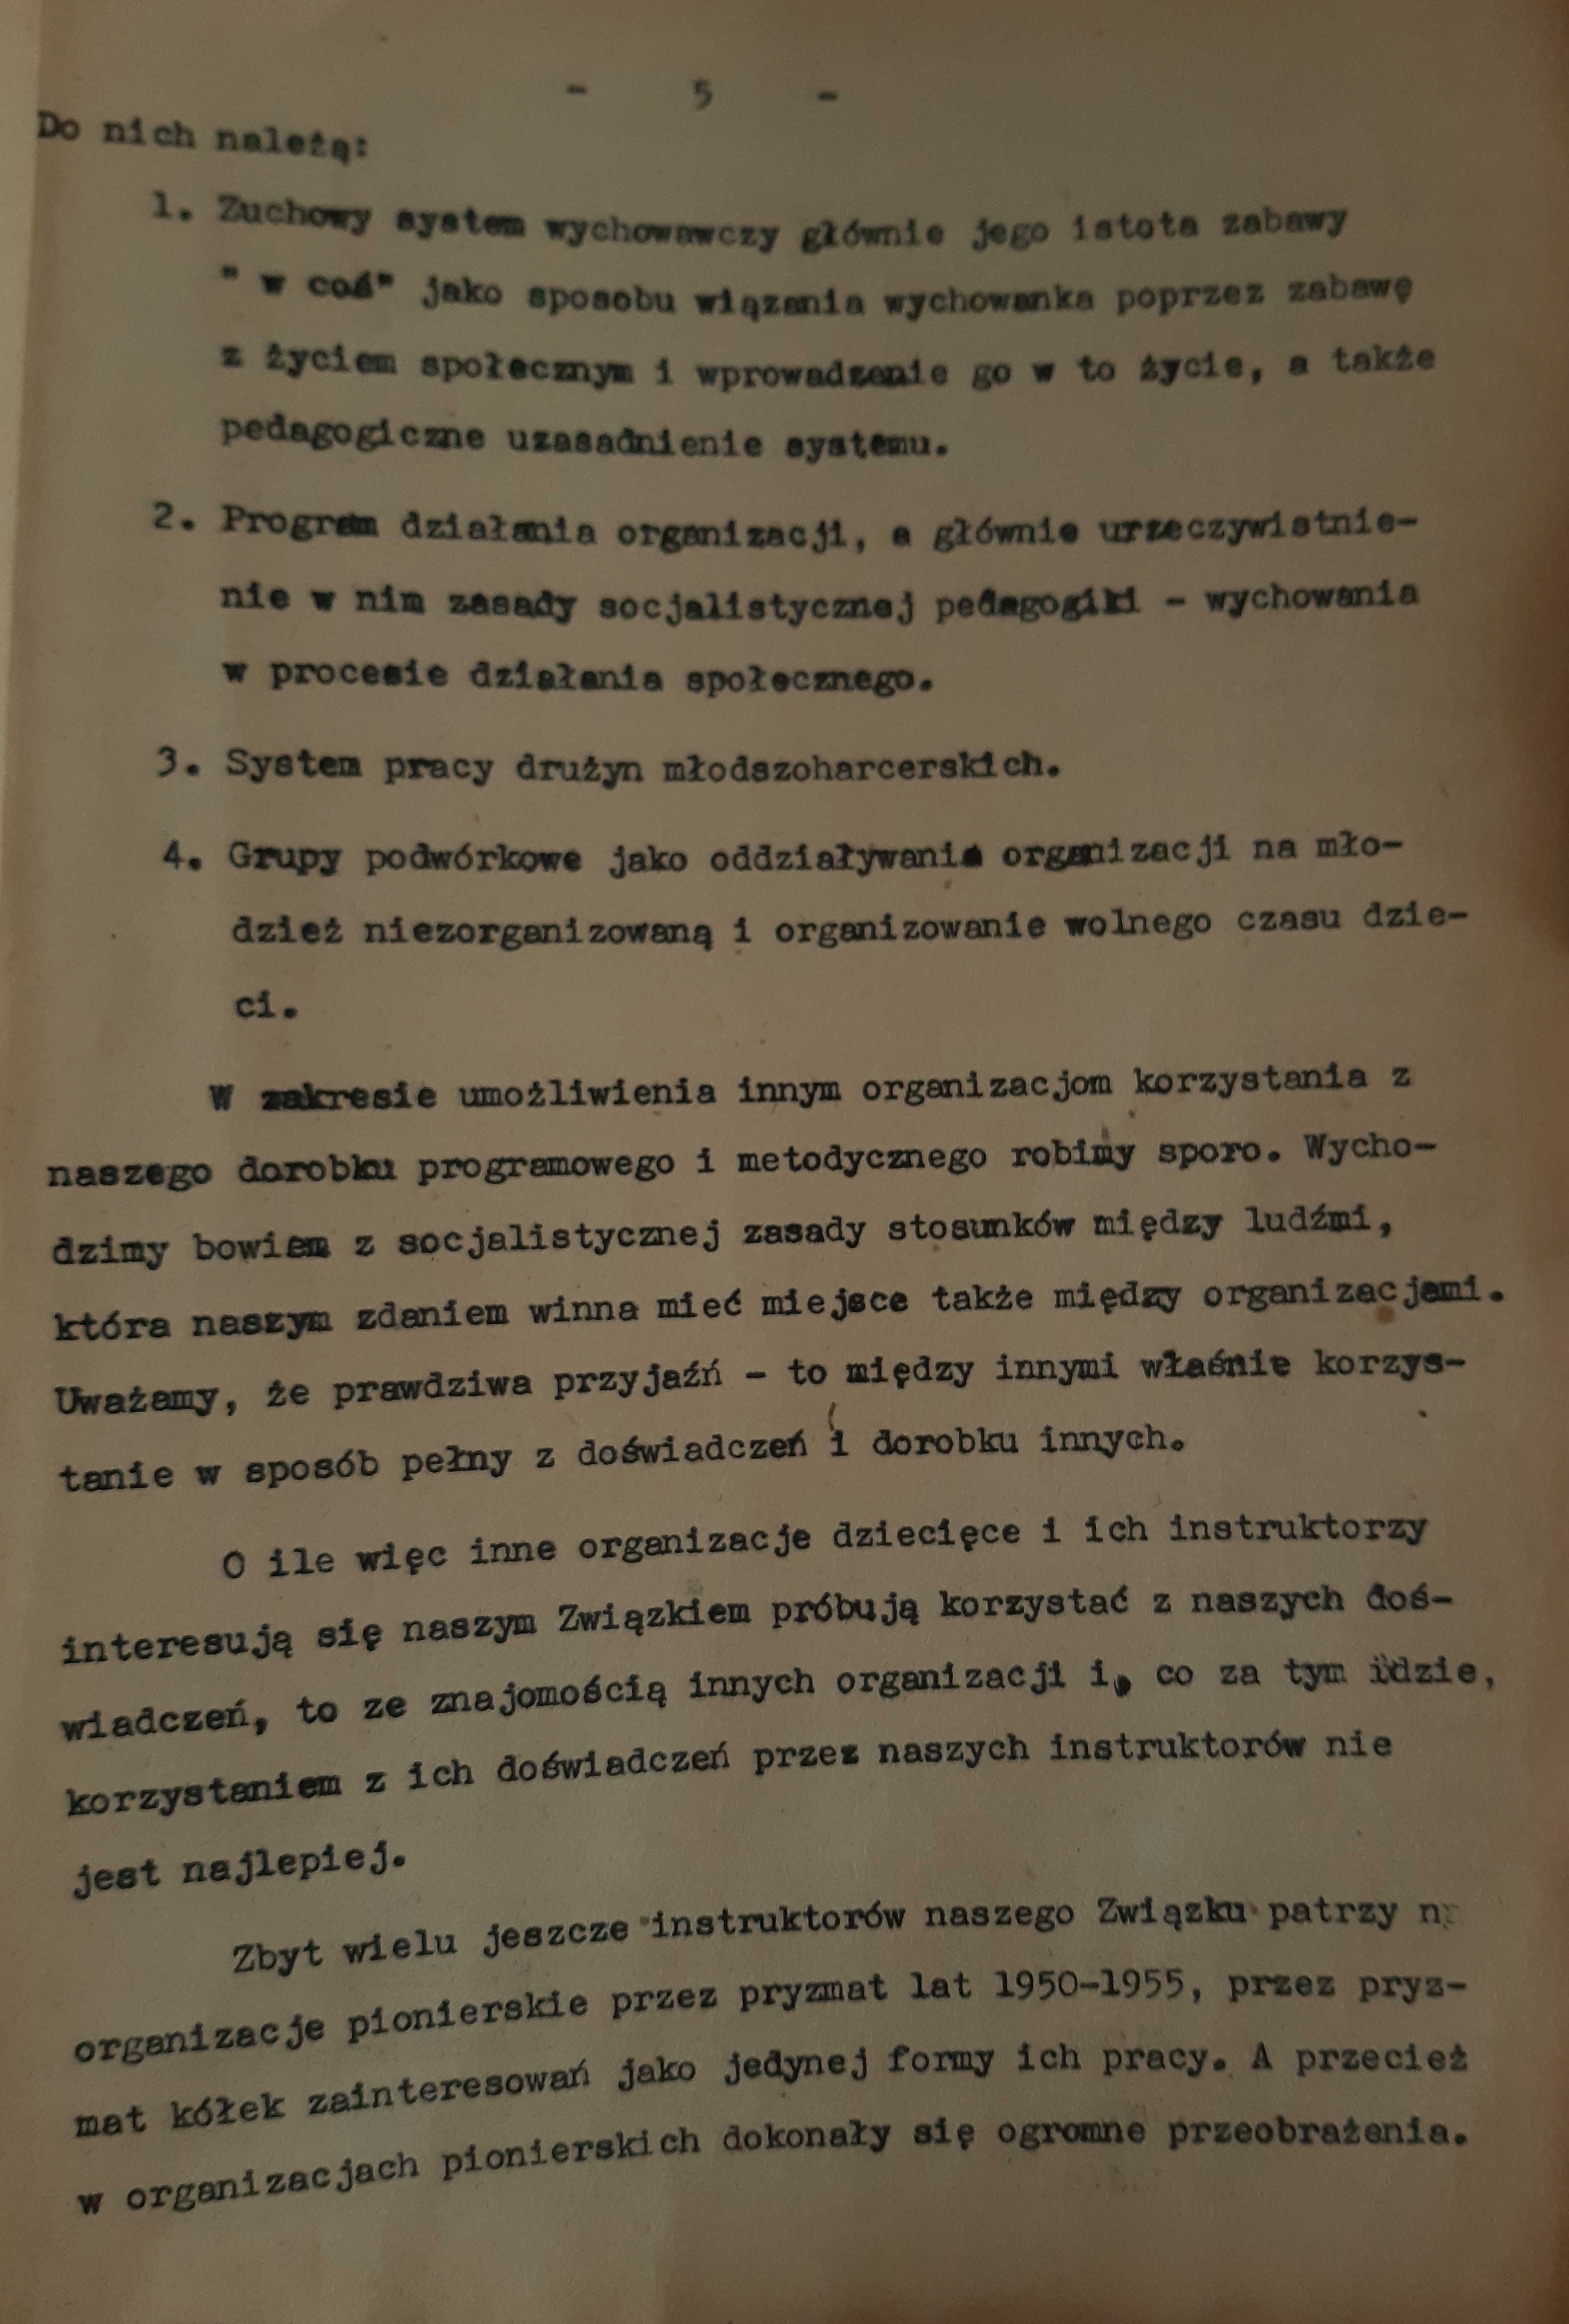 - 5 -
Do nich należą:
1. Zuchowy system wychowawczy głównie jego istota zabawy
" w coś" jako sposobu wiązania wychowanka poprzez zabawę
z życiem społecznym i wprowadzenie go w to życie, a także
pedagogiczne uzasadnienie systemu.
2. Program działania organizacji, a głównie urzeczywistnie-
nie w nim zasady socjalistycznej pedagogiki - wychowania
w procesie działania społecznego.
3. System pracy drużyn młodszoharcerskich.
4. Grupy podwórkowe jako oddziaływania organizacji na mło-
dzież niezorganizowaną i organizowanie wolnego czasu dzie-
ci.
W zakresie umożliwienia innym organizacjom korzystania z
naszego dorobku programowego i metodycznego robimy sporo. Wycho-
dzimy bowiem z socjalistycznej zasady stosunków między ludźmi,
która naszym zdaniem winna mieć miejsce także między organizacjami.
Uważamy, że prawdziwa przyjaźń - to między innymi właśnie korzys-
tanie w sposób pełny z doświadczeń i dorobku innych.
O ile więc inne organizacje dziecięce i ich instruktorzy
interesują się naszym Związkiem próbują korzystać z naszych doś-
wiadczeń, to ze znajomością innych organizacji i, co za tym idzie,
korzystaniem z ich doświadczeń przez naszych instruktorów nie
jest najlepiej.
Zbyt wielu jeszcze instruktorów naszego Związku patrzy na
organizacje pionierskie przez pryzmat lat 1950-1955, przez pryz-
mat kółek zainteresowań jako jedynej formy ich pracy. A przecież
w organizacjach pionierskich dokonały się ogromne przeobrażenia.